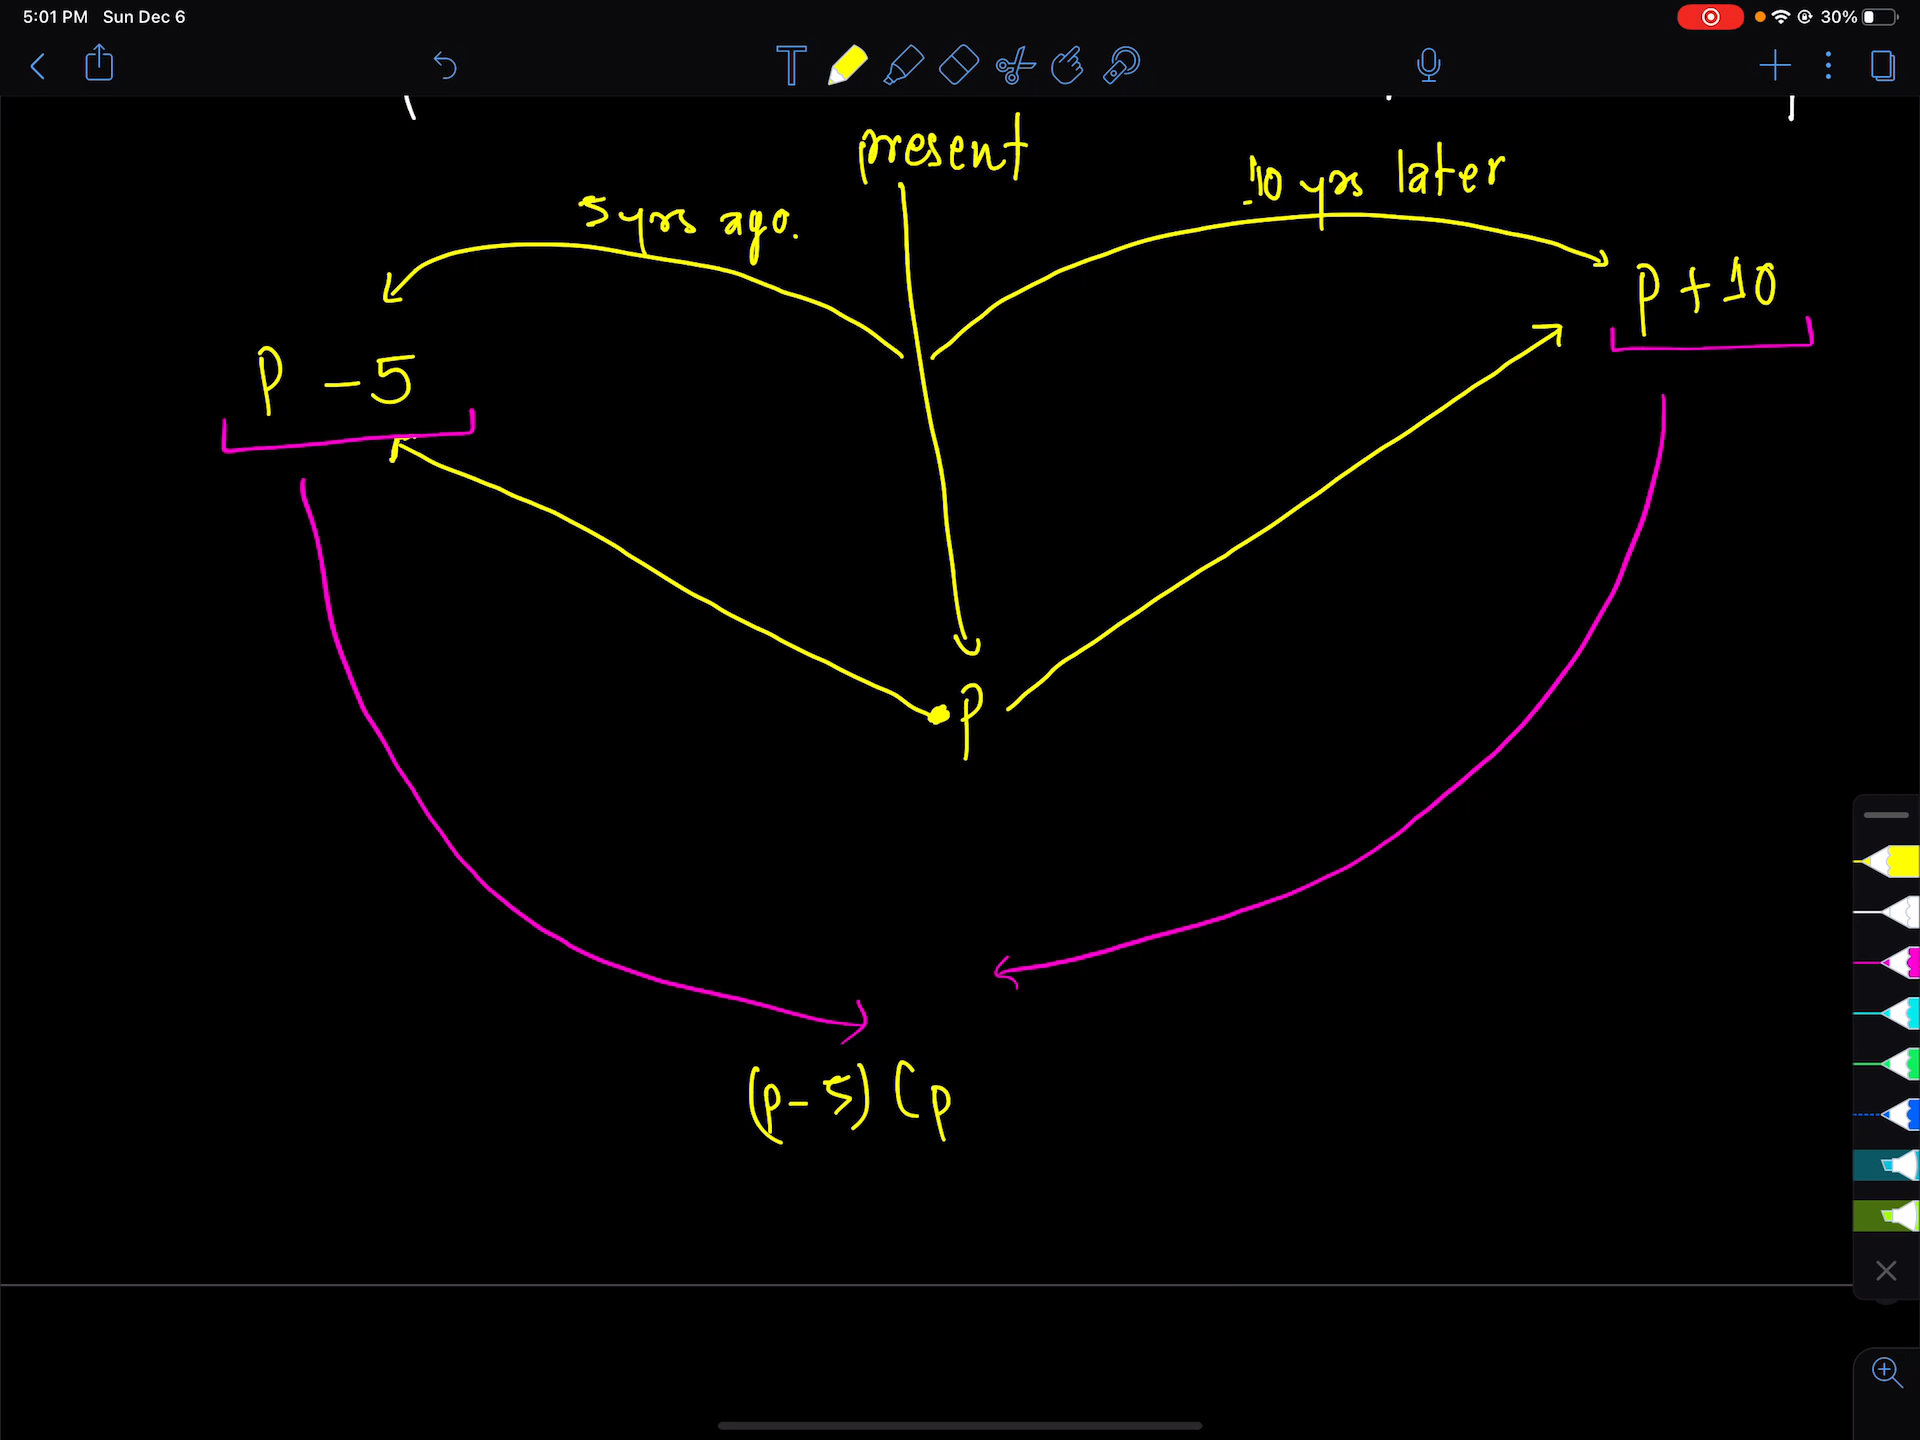 5:01 PM Sun Dec 6
30%
present
5 yrs ago.
10 yrs later
p + 10
P - 5
P
(p - 5) (p